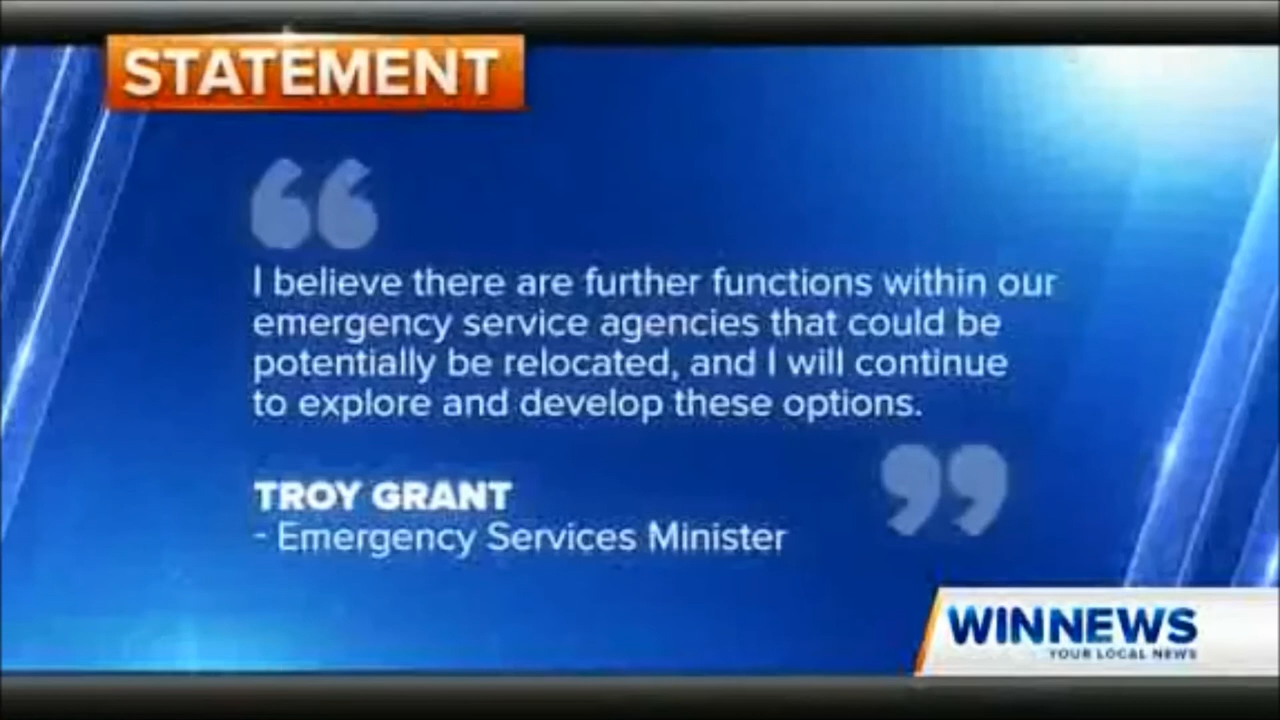 STATEMENT
“
I believe there are further functions within our
emergency service agencies that could be
potentially be relocated, and I will continue
to explore and develop these options.
”
TROY GRANT
- Emergency Services Minister
WINNEWS
YOUR LOCAL NEWS